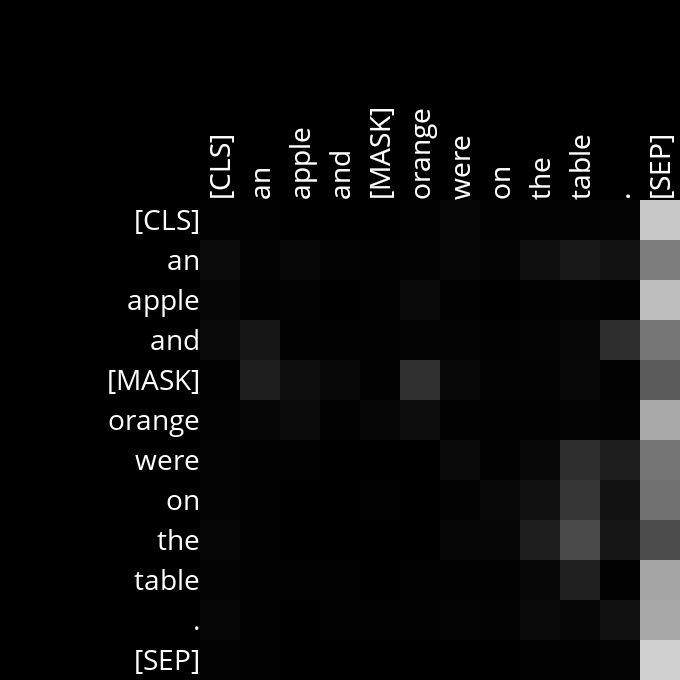 [CLS] an apple and [MASK] orange were on the table . [SEP]
[CLS]
an
apple
and
[MASK]
orange
were
on
the
table
.
[SEP]